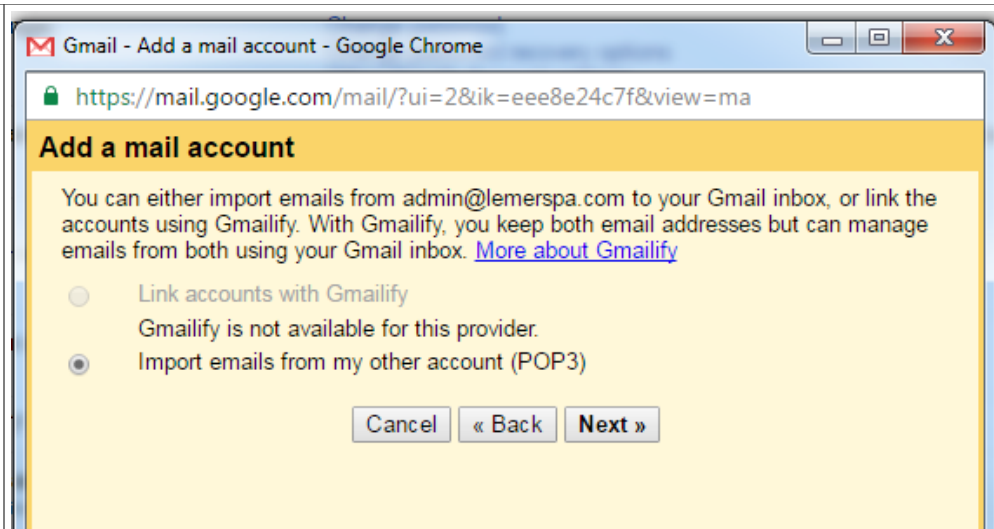 Gmail - Add a mail account - Google Chrome
https://mail.google.com/mail/?ui=2&ik=eee8e24c7f&view=ma
Add a mail account
You can either import emails from admin@lemerspa.com to your Gmail inbox, or link the
accounts using Gmailify. With Gmailify, you keep both email addresses but can manage
emails from both using your Gmail inbox. More about Gmailify
Link accounts with Gmailify
Gmailify is not available for this provider.
Import emails from my other account (POP3)
Cancel « Back Next »